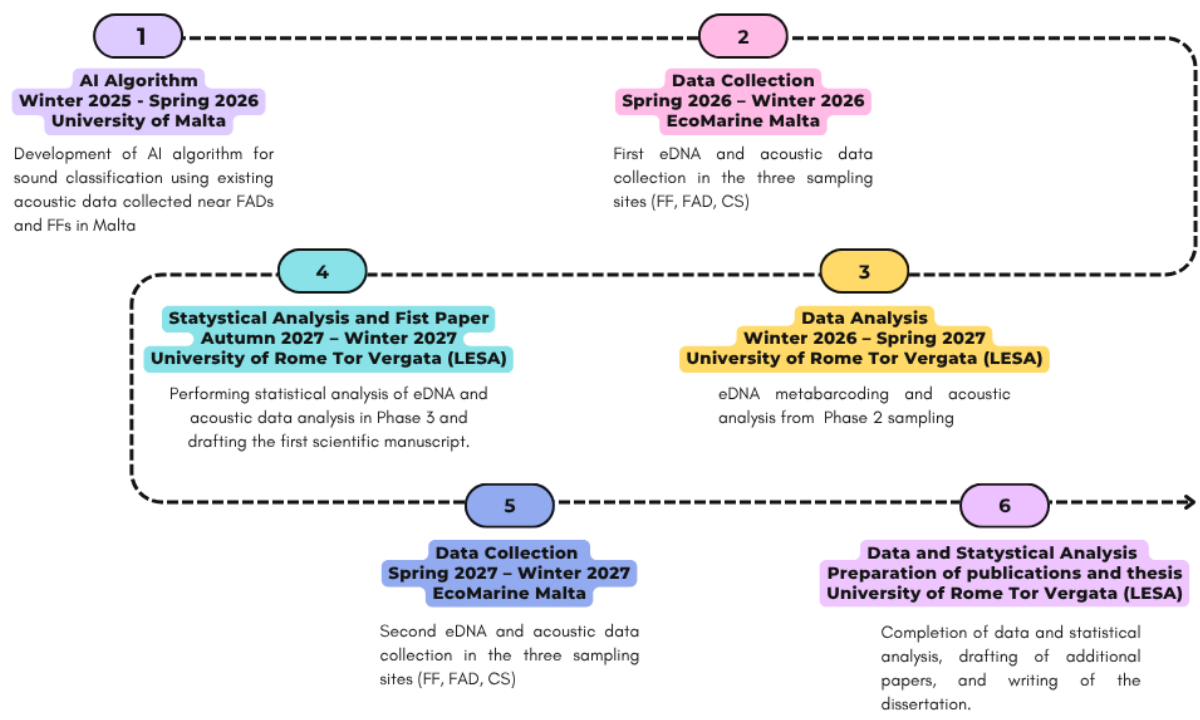 1
AI Algorithm
Winter 2025 - Spring 2026
University of Malta
Development of AI algorithm for
sound classification using existing
acoustic data collected near FADs
and FFs in Malta
2
Data Collection
Spring 2026 – Winter 2026
EcoMarine Malta
First eDNA and acoustic data
collection in the three sampling
sites (FF, FAD, CS)
3
Data Analysis
Winter 2026 – Spring 2027
University of Rome Tor Vergata (LESA)
eDNA metabarcoding and acoustic
analysis from Phase 2 sampling
4
Statystical Analysis and Fist Paper
Autumn 2027 – Winter 2027
University of Rome Tor Vergata (LESA)
Performing statistical analysis of eDNA and
acoustic data analysis in Phase 3 and
drafting the first scientific manuscript.
5
Data Collection
Spring 2027 – Winter 2027
EcoMarine Malta
Second eDNA and acoustic data
collection in the three sampling
sites (FF, FAD, CS)
6
Data and Statystical Analysis
Preparation of publications and thesis
University of Rome Tor Vergata (LESA)
Completion of data and statistical
analysis, drafting of additional
papers, and writing of the
dissertation.